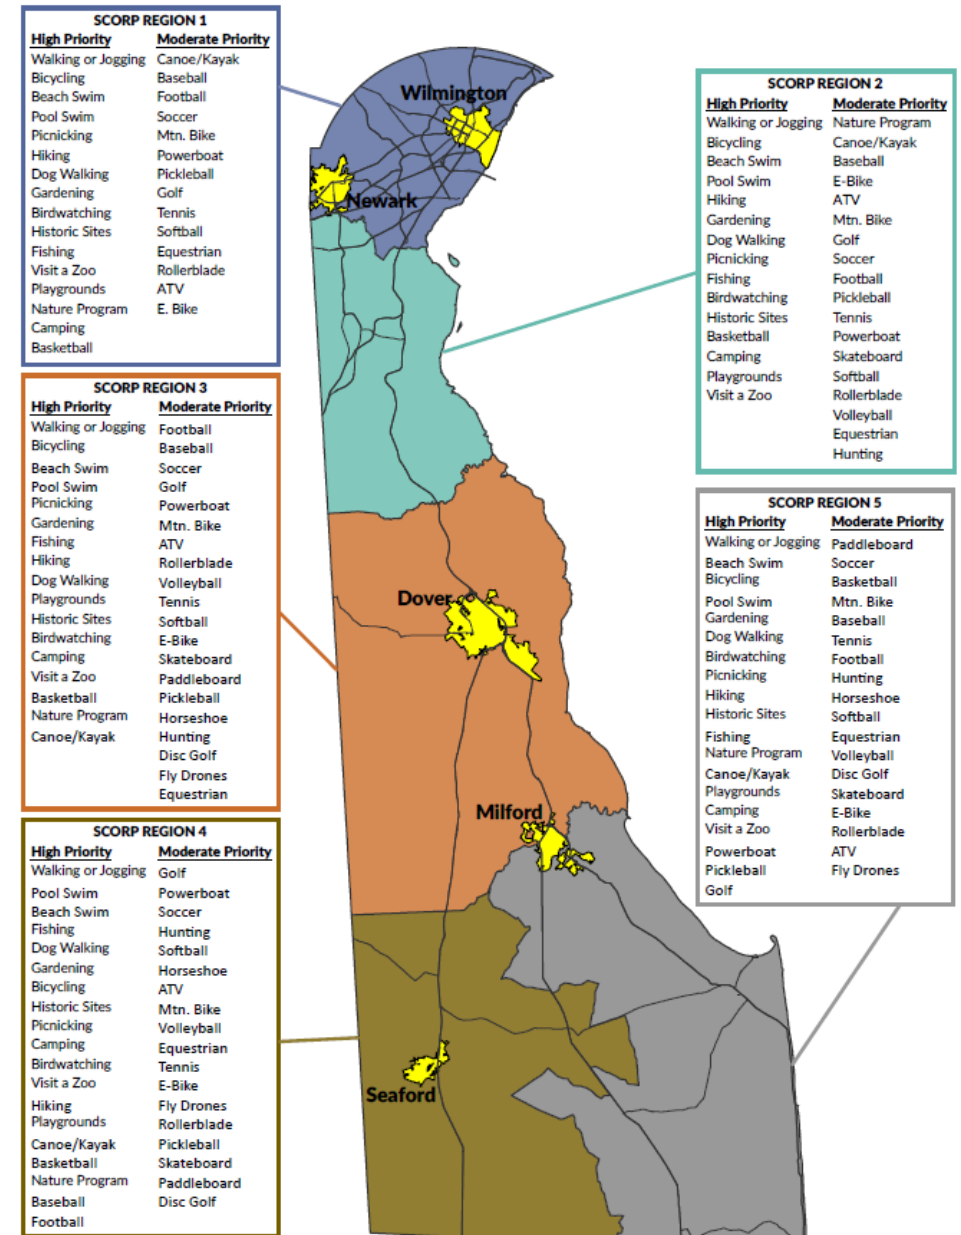 SCORP REGION 1
High Priority Moderate Priority
Walking or Jogging Canoe/Kayak
Bicycling Baseball
Beach Swim Football
Pool Swim Soccer
Picnicking Mtn. Bike
Hiking Powerboat
Dog Walking Pickleball
Gardening Golf
Birdwatching Tennis
Historic Sites Softball
Fishing Equestrian
Visit a Zoo Rollerblade
Playgrounds ATV
Nature Program E. Bike
Camping
Basketball
SCORP REGION 2
High Priority Moderate Priority
Walking or Jogging Nature Program
Bicycling Canoe/Kayak
Beach Swim Baseball
Pool Swim E-Bike
Hiking ATV
Gardening Mtn. Bike
Dog Walking Golf
Picnicking Soccer
Fishing Football
Birdwatching Pickleball
Historic Sites Tennis
Basketball Powerboat
Camping Skateboard
Playgrounds Softball
Visit a Zoo Rollerblade
Volleyball
Equestrian
Hunting
SCORP REGION 3
High Priority Moderate Priority
Walking or Jogging Football
Bicycling Baseball
Beach Swim Soccer
Pool Swim Golf
Picnicking Powerboat
Gardening Mtn. Bike
Fishing ATV
Hiking Rollerblade
Dog Walking Volleyball
Playgrounds Tennis
Historic Sites Softball
Birdwatching E-Bike
Camping Skateboard
Visit a Zoo Paddleboard
Basketball Pickleball
Nature Program Horseshoe
Canoe/Kayak Hunting
Disc Golf
Fly Drones
Equestrian
SCORP REGION 5
High Priority Moderate Priority
Walking or Jogging Paddleboard
Beach Swim Soccer
Bicycling Basketball
Pool Swim Mtn. Bike
Gardening Baseball
Dog Walking Tennis
Birdwatching Football
Picnicking Hunting
Hiking Horseshoe
Historic Sites Softball
Fishing Equestrian
Nature Program Volleyball
Canoe/Kayak Disc Golf
Playgrounds Skateboard
Camping E-Bike
Visit a Zoo Rollerblade
Powerboat ATV
Pickleball Fly Drones
Golf
SCORP REGION 4
High Priority Moderate Priority
Walking or Jogging Golf
Pool Swim Powerboat
Beach Swim Soccer
Fishing Hunting
Dog Walking Softball
Gardening Horseshoe
Bicycling ATV
Historic Sites Mtn. Bike
Picnicking Volleyball
Camping Equestrian
Birdwatching Tennis
Visit a Zoo E-Bike
Hiking Fly Drones
Playgrounds Rollerblade
Canoe/Kayak Pickleball
Basketball Skateboard
Nature Program Paddleboard
Baseball Disc Golf
Football
Wilmington
Newark
Dover
Milford
Seaford